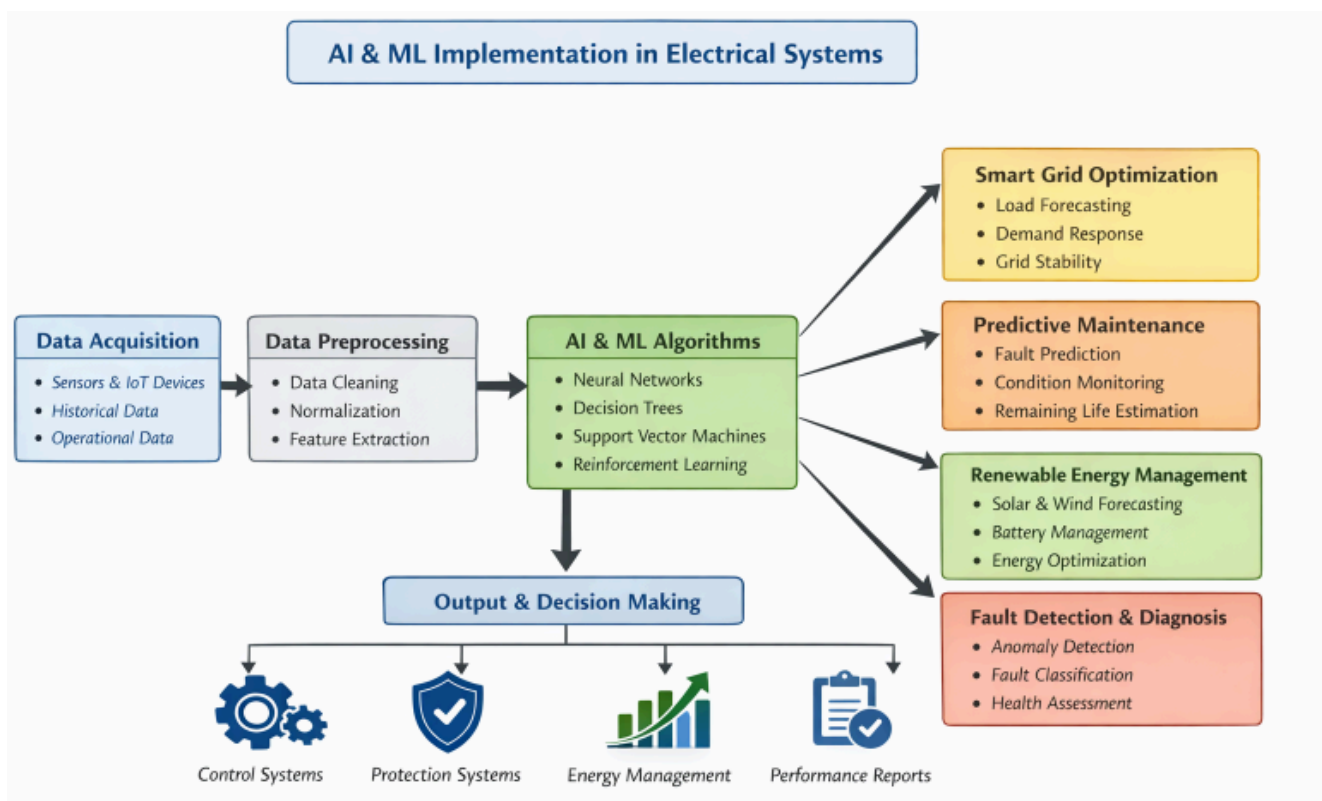 AI & ML Implementation in Electrical Systems
Data Acquisition
• Sensors & IoT Devices
• Historical Data
• Operational Data
Data Preprocessing
• Data Cleaning
• Normalization
• Feature Extraction
AI & ML Algorithms
• Neural Networks
• Decision Trees
• Support Vector Machines
• Reinforcement Learning
Smart Grid Optimization
• Load Forecasting
• Demand Response
• Grid Stability
Predictive Maintenance
• Fault Prediction
• Condition Monitoring
• Remaining Life Estimation
Renewable Energy Management
• Solar & Wind Forecasting
• Battery Management
• Energy Optimization
Fault Detection & Diagnosis
• Anomaly Detection
• Fault Classification
• Health Assessment
Output & Decision Making
Control Systems
Protection Systems
Energy Management
Performance Reports